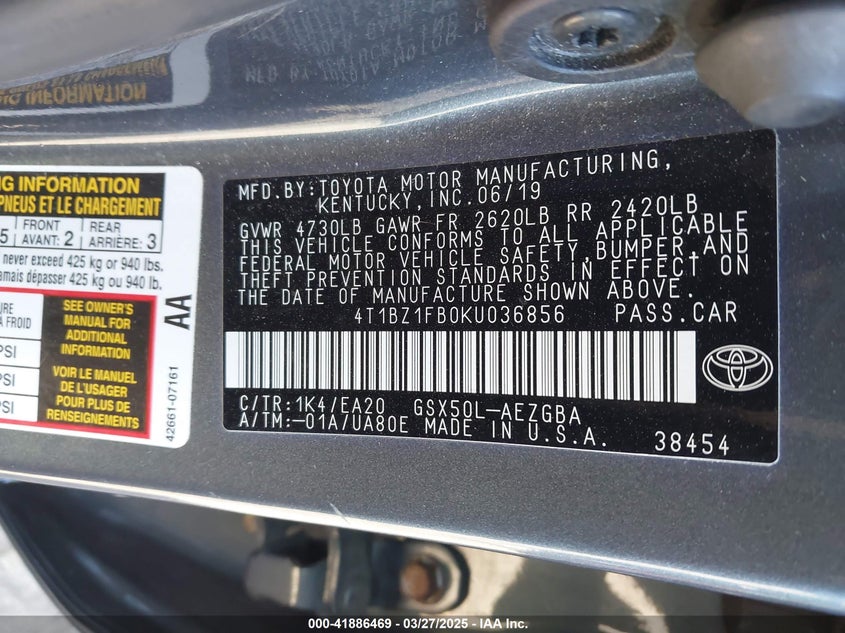 NG INFORMATION
PNEUS ET LE CHARGEMENT
5 FRONT AVANT: 2 REAR ARRIÈRE: 3
never exceed 425 kg or 940 lbs.
amais dépasser 425 kg ou 940 lb.
URE
À FROID
PSI
PSI
PSI
SEE OWNER'S
MANUAL FOR
ADDITIONAL
INFORMATION
VOIR LE MANUEL
DE L'USAGER
POUR PLUS DE
RENSEIGNEMENTS
AA
42661-07161
MFD.BY:TOYOTA MOTOR MANUFACTURING,
KENTUCKY,INC.06/19
GVWR 4730LB GAWR FR 2620LB RR 2420LB
THIS VEHICLE CONFORMS TO ALL APPLICABLE
FEDERAL MOTOR VEHICLE SAFETY,BUMPER,AND
THEFT PREVENTION STANDARDS IN EFFECT ON
THE DATE OF MANUFACTURE SHOWN ABOVE.
4T1BZ1FB0KU036856 PASS.CAR
C/TR:1K4/EA20 GSX50L-AEZGBA
A/TM:-01A/UA80E MADE IN U.S.A.
38454
000-41886469 - 03/27/2025 - IAA Inc.